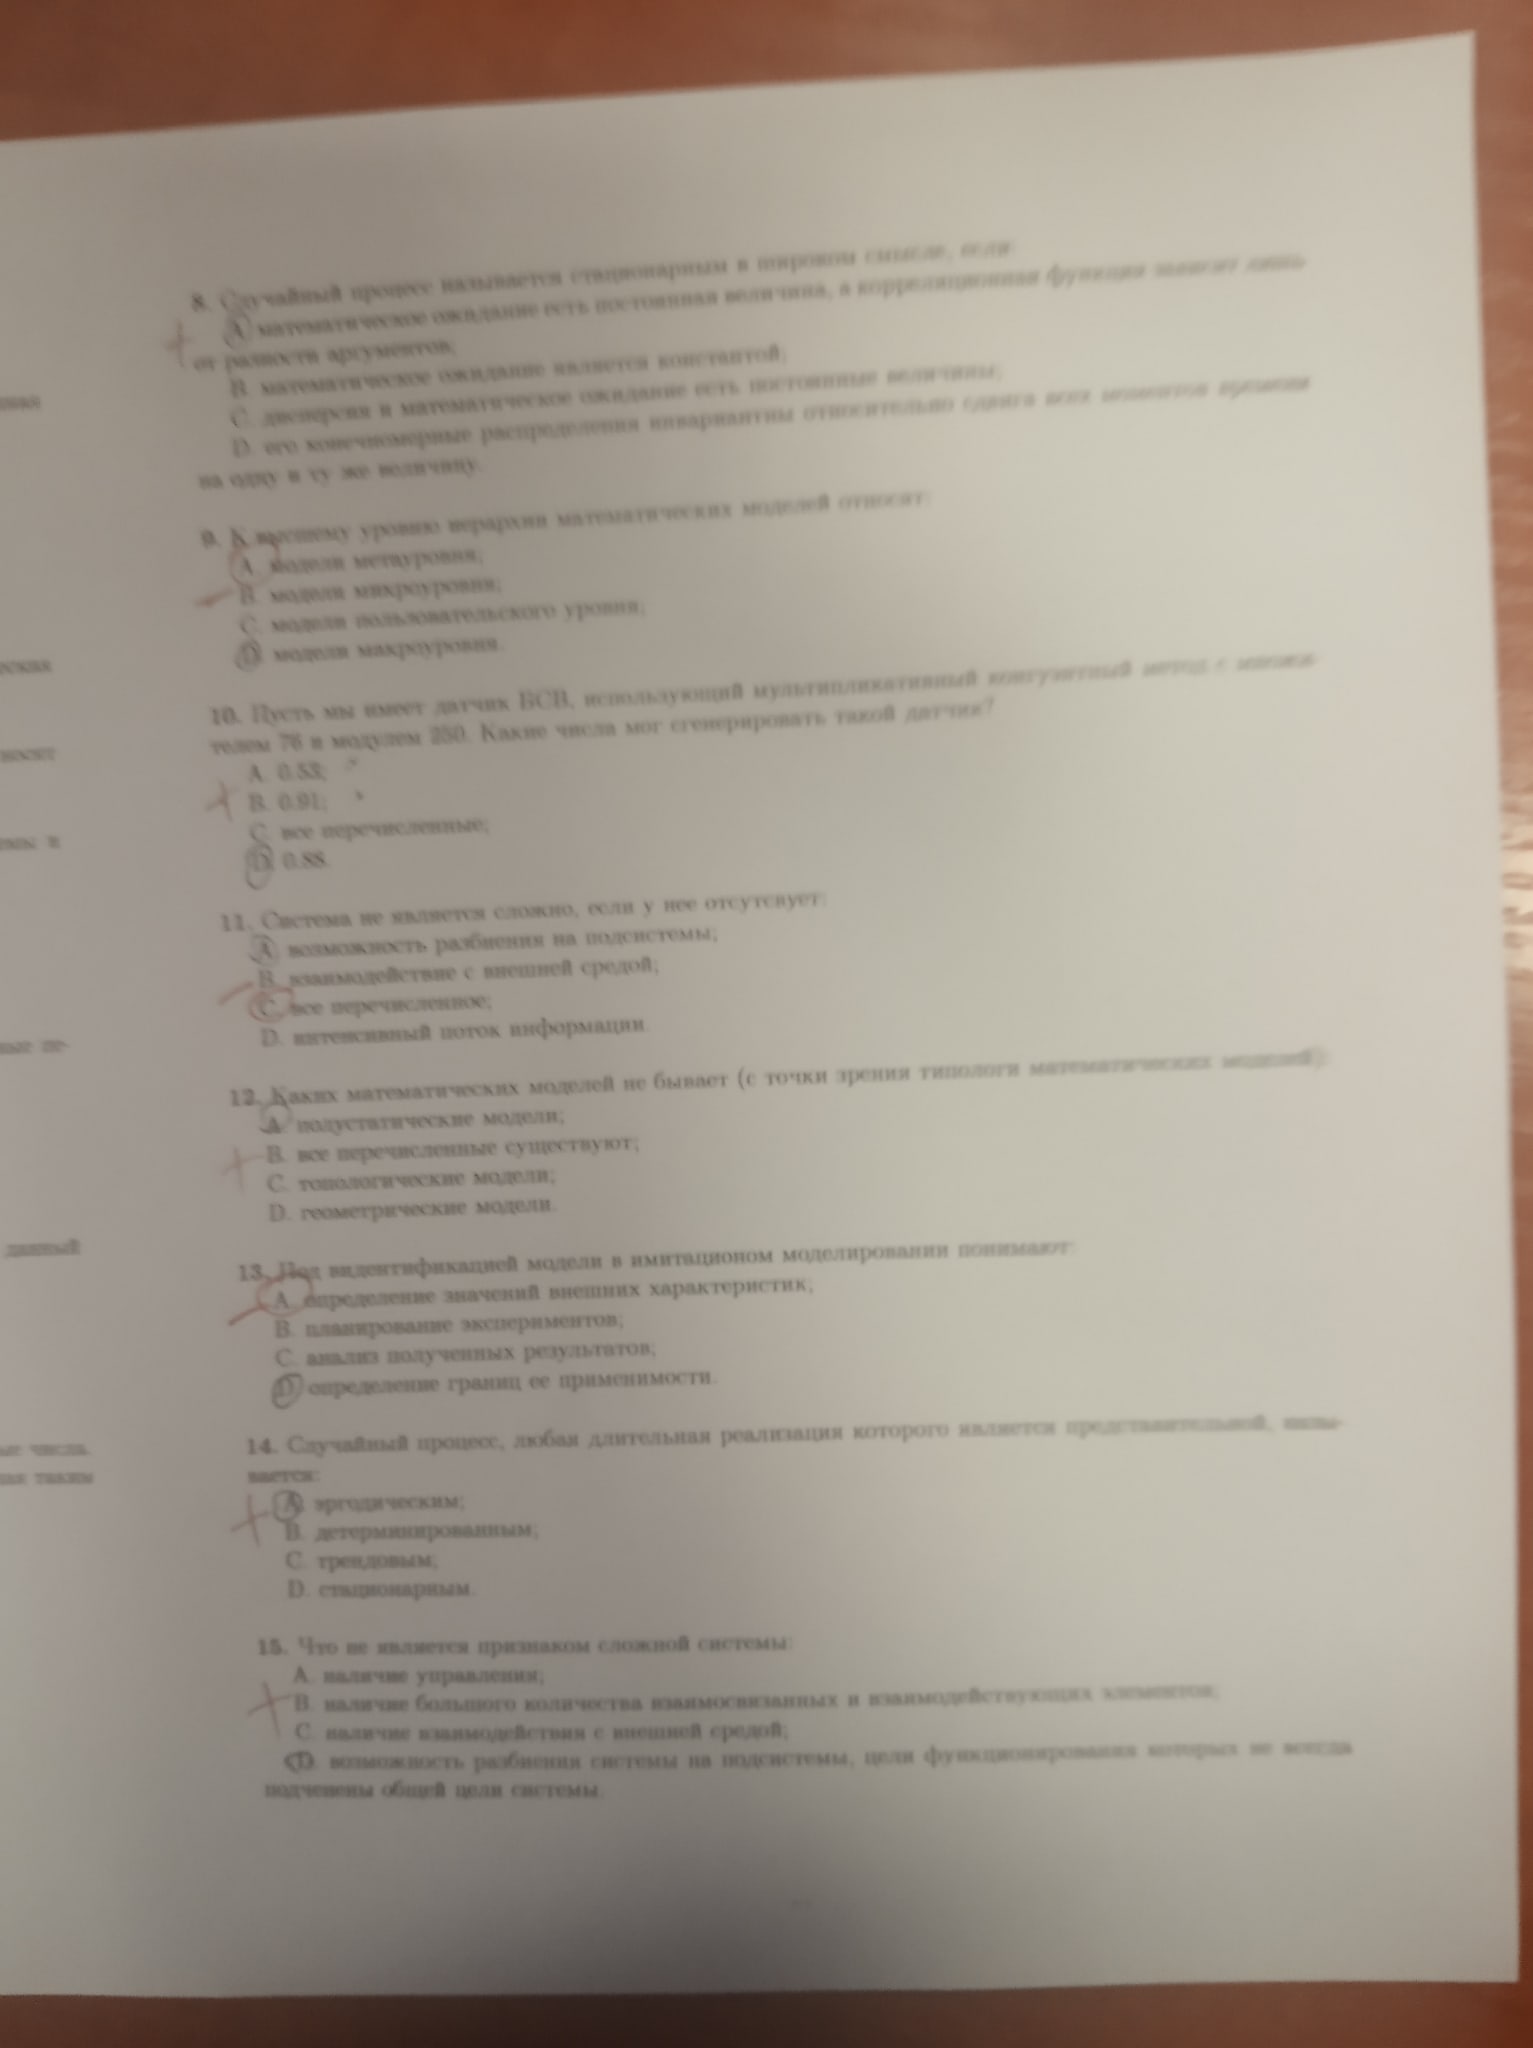 8. Случайный процесс называется стационарным в широком смысле, если:
A. математическое ожидание есть постоянная величина, а корреляционная функция зависит лишь
от разности аргументов;
B. математическое ожидание является константой;
C. дисперсия и математическое ожидание есть постоянные величины;
D. его конечномерные распределения инвариантны относительно сдвига всех моментов времени
на одну и ту же величину.
9. К высшему уровню иерархии математических моделей относят:
A. модели метауровня;
B. модели микроуровня;
C. модели пользовательского уровня;
D. модели макроуровня.
10. Пусть мы имеет датчик БСВ, использующий мультипликативный конгруэнтный метод с множи-
телем 76 и модулем 250. Какие числа мог сгенерировать такой датчик?
A. 0.53;
B. 0.91;
C. все перечисленные;
D. 0.88.
11. Система не является сложно, если у нее отсутсвует:
A. возможность разбиения на подсистемы;
B. взаимодействие с внешней средой;
C. все перечисленное;
D. интенсивный поток информации.
12. Каких математических моделей не бывает (с точки зрения типологи математических моделей):
A. полустатические модели;
B. все перечисленные существуют;
C. топологические модели;
D. геометрические модели.
13. Под видентификацией модели в имитационом моделировании понимают:
A. определение значений внешних характеристик;
B. планирование экспериментов;
C. анализ полученных результатов;
D. определение границ ее применимости.
14. Случайный процесс, любая длительная реализация которого является представительной, назы-
вается:
A. эргодическим;
B. детерминированным;
C. трендовым;
D. стационарным.
15. Что не является признаком сложной системы:
A. наличие управления;
B. наличие большого количества взаимосвязанных и взаимодействующих элементов;
C. наличие взаимодействия с внешней средой;
D. возможность разбиения системы на подсистемы, цели функционирования которых не всегда
подченены общей цели системы.